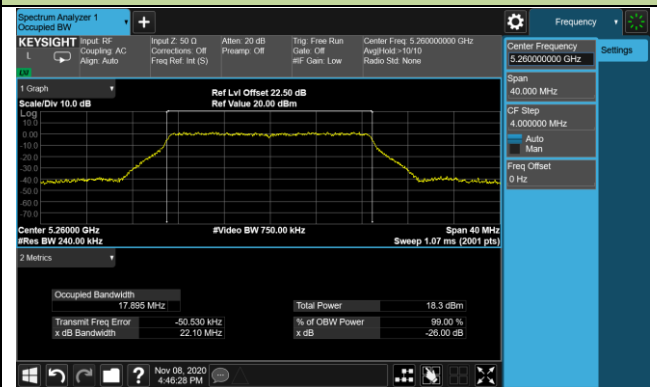 Spectrum Analyzer 1
Occupied BW
+
Frequency
KEYSIGHT
L
LV
Input: RF
Coupling: AC
Align: Auto
Input Z: 50 Ω
Corrections: Off
Freq Ref: Int (S)
Atten: 20 dB
Preamp: Off
Trig: Free Run
Gate: Off
#IF Gain: Low
Center Freq: 5.260000000 GHz
Avg|Hold:>10/10
Radio Std: None
Center Frequency
5.260000000 GHz
Settings
Span
40.000 MHz
CF Step
4.000000 MHz
Auto
Man
Freq Offset
0 Hz
1 Graph
Scale/Div 10.0 dB
Ref Lvl Offset 22.50 dB
Ref Value 20.00 dBm
Log
10.0
0.00
-10.0
-20.0
-30.0
-40.0
-50.0
-60.0
-70.0
Center 5.26000 GHz
#Res BW 240.00 kHz
#Video BW 750.00 kHz
Span 40 MHz
Sweep 1.07 ms (2001 pts)
2 Metrics
Occupied Bandwidth
17.895 MHz
Total Power 18.3 dBm
Transmit Freq Error -50.530 kHz
% of OBW Power 99.00 %
x dB Bandwidth 22.10 MHz
x dB -26.00 dB
?
Nov 08, 2020
4:46:28 PM